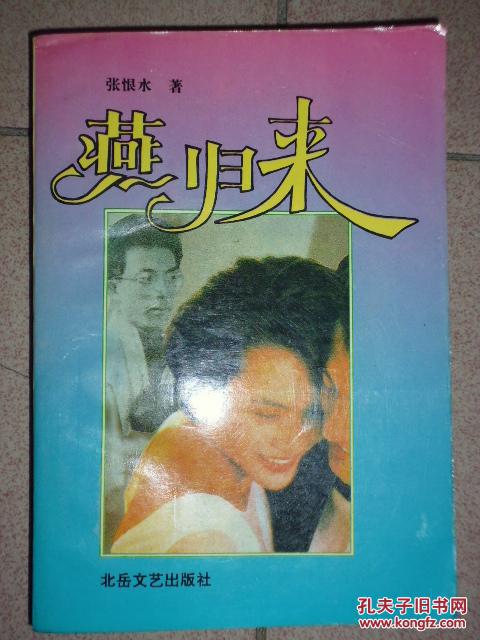 张恨水 著
燕归来
北岳文艺出版社
孔夫子旧书网
www.kongfz.com